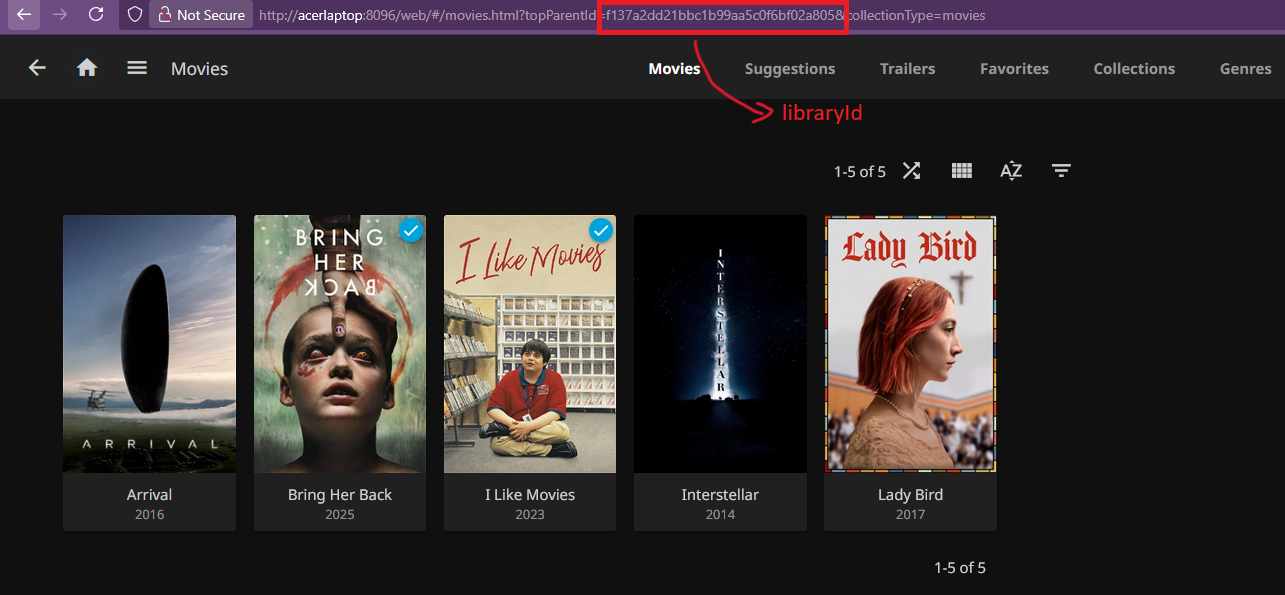 Not Secure http://acerlaptop:8096/web/#/movies.html?topParentId=f137a2dd21bbc1b99aa5c0f6bf02a8058&collectionType=movies
Movies Movies Suggestions Trailers Favorites Collections Genres
libraryId
1-5 of 5 AZ
ARRIVAL
BRING HER BACK
I Like Movies
INTERSTELLAR
Lady Bird
Arrival
2016
Bring Her Back
2025
I Like Movies
2023
Interstellar
2014
Lady Bird
2017
1-5 of 5